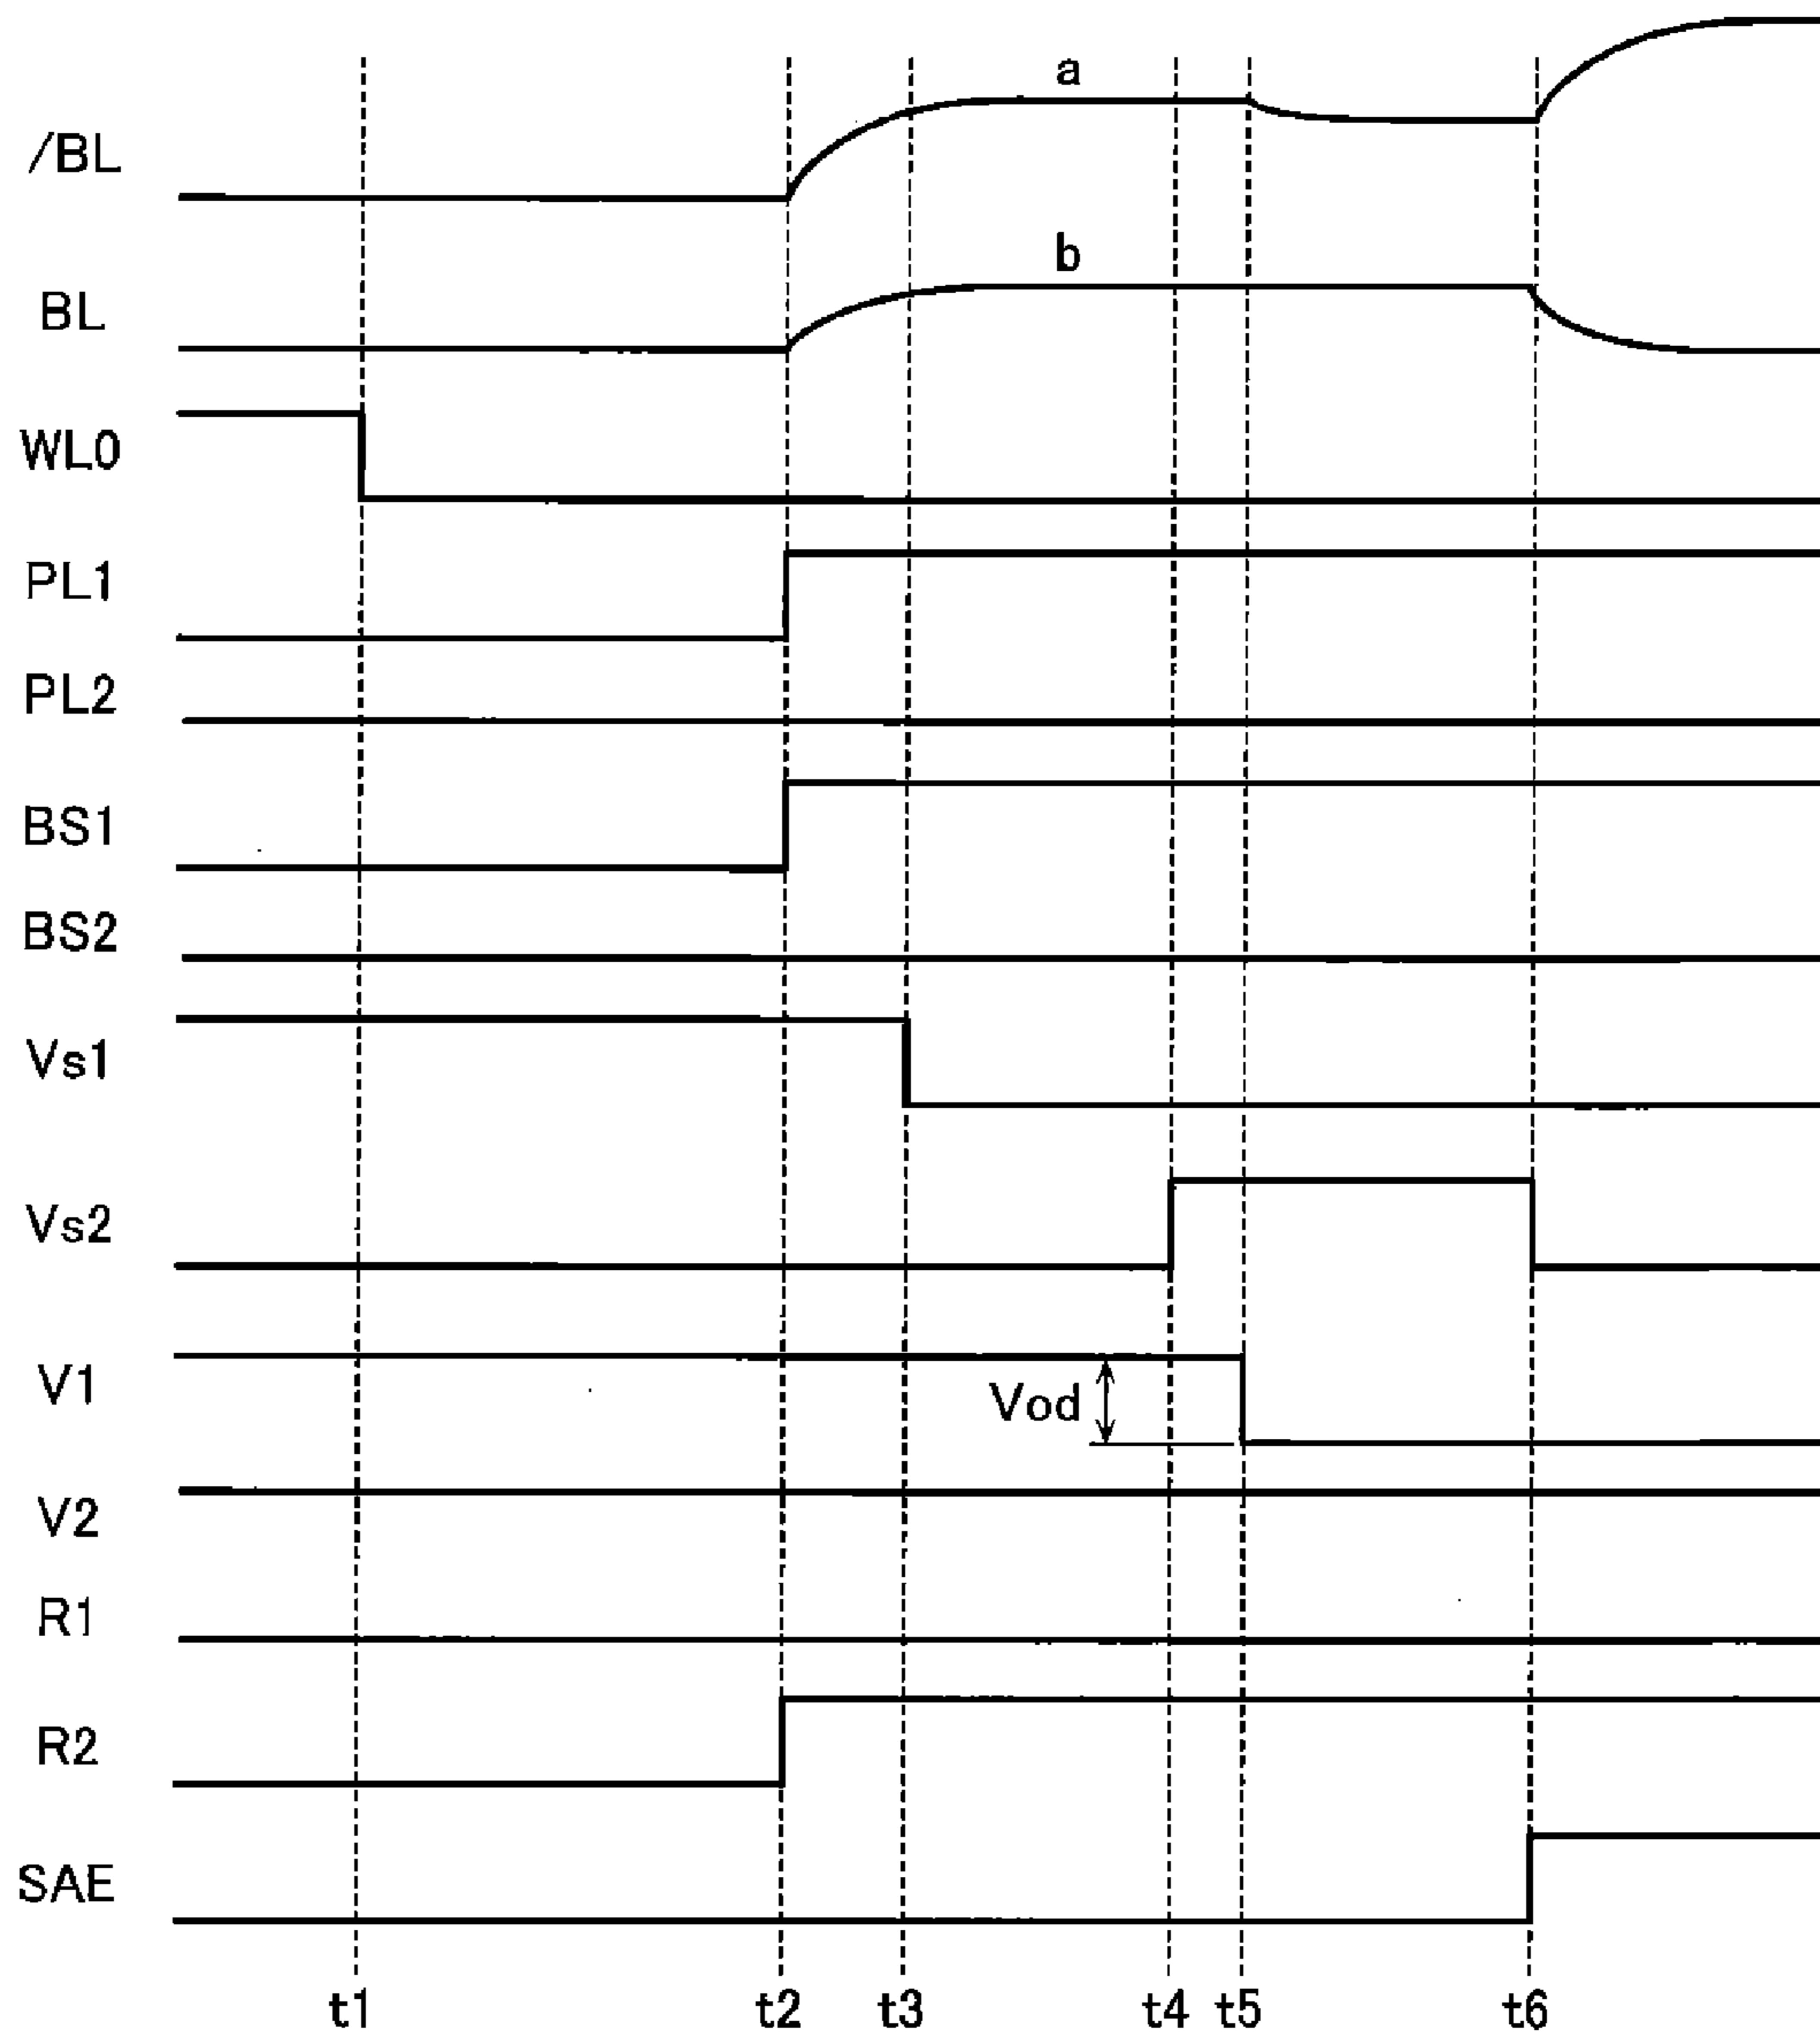 a
/BL
b
BL
WL0
PL1
PL2
BS1
BS2
Vs1
Vs2
V1
Vod
V2
R1
R2
SAE
t1 t2 t3 t4 t5 t6